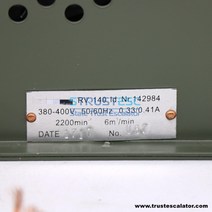 RV 140 Id. Nr. 142984
380-400V 50/60Hz 0.33/0.41A
2200min⁻ 6m/min
DATE No.
www.trustescalator.com